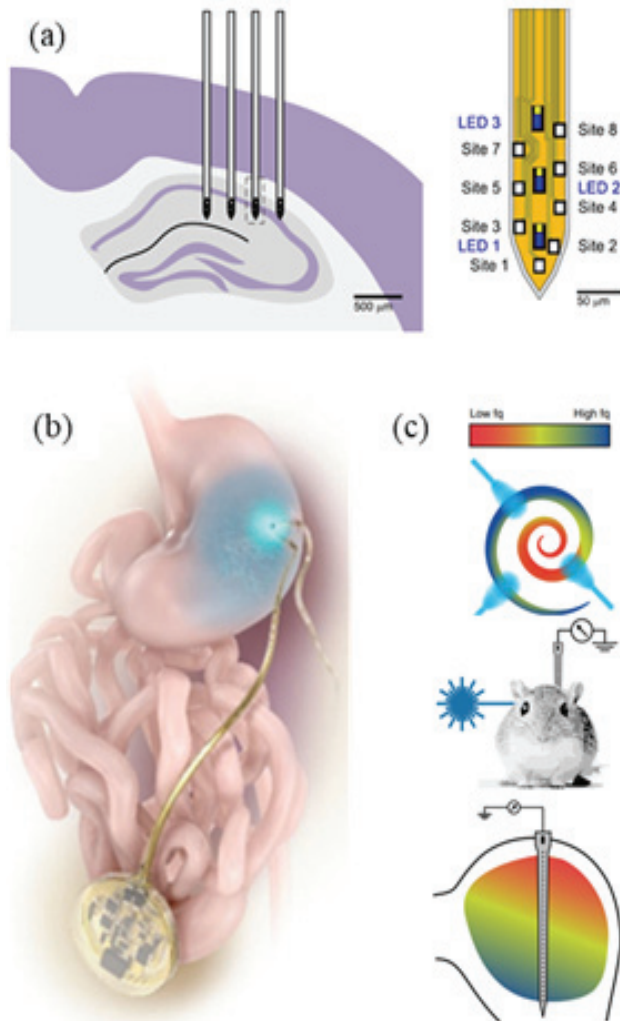 (a)
500 µm
LED 3
Site 8
Site 7
Site 6
Site 5
LED 2
Site 4
Site 3
LED 1
Site 2
Site 1
50 µm
(b)
(c)
Low fq
High fq